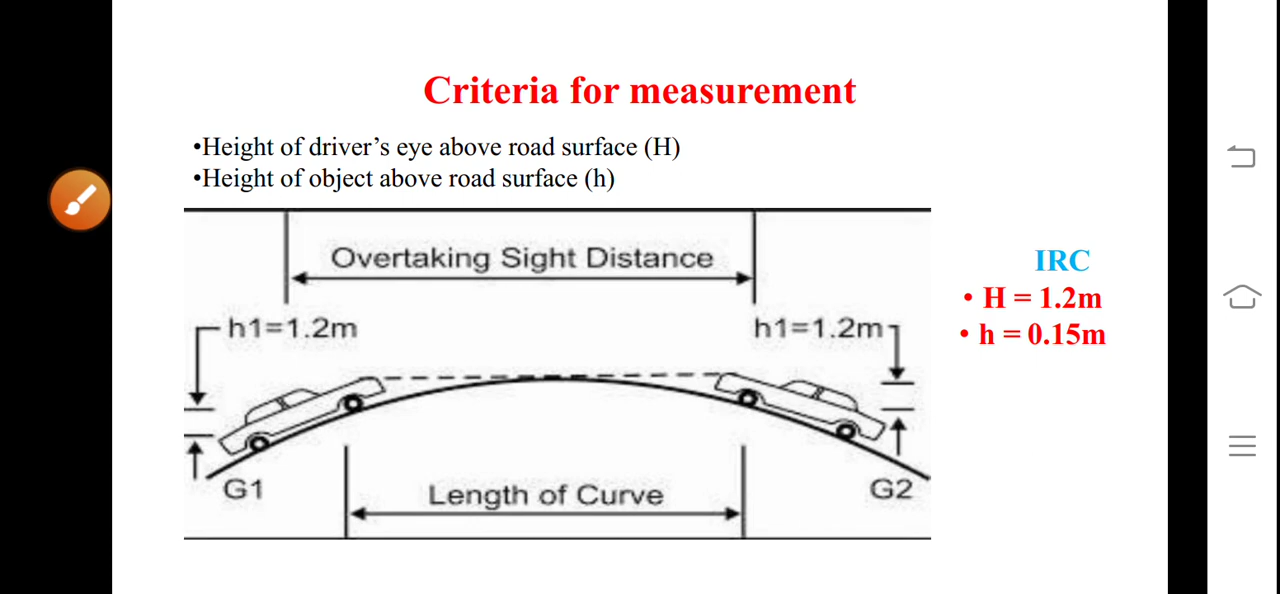 Criteria for measurement
•Height of driver’s eye above road surface (H)
•Height of object above road surface (h)
Overtaking Sight Distance
h1=1.2m
h1=1.2m
G1
Length of Curve
G2
IRC
• H = 1.2m
• h = 0.15m